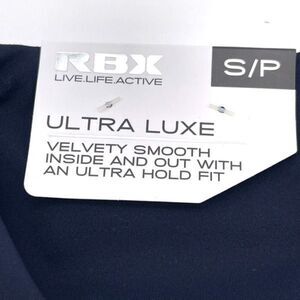 RBX
LIVE.LIFE.ACTIVE
S/P
ULTRA LUXE
VELVETY SMOOTH
INSIDE AND OUT WITH
AN ULTRA HOLD FIT